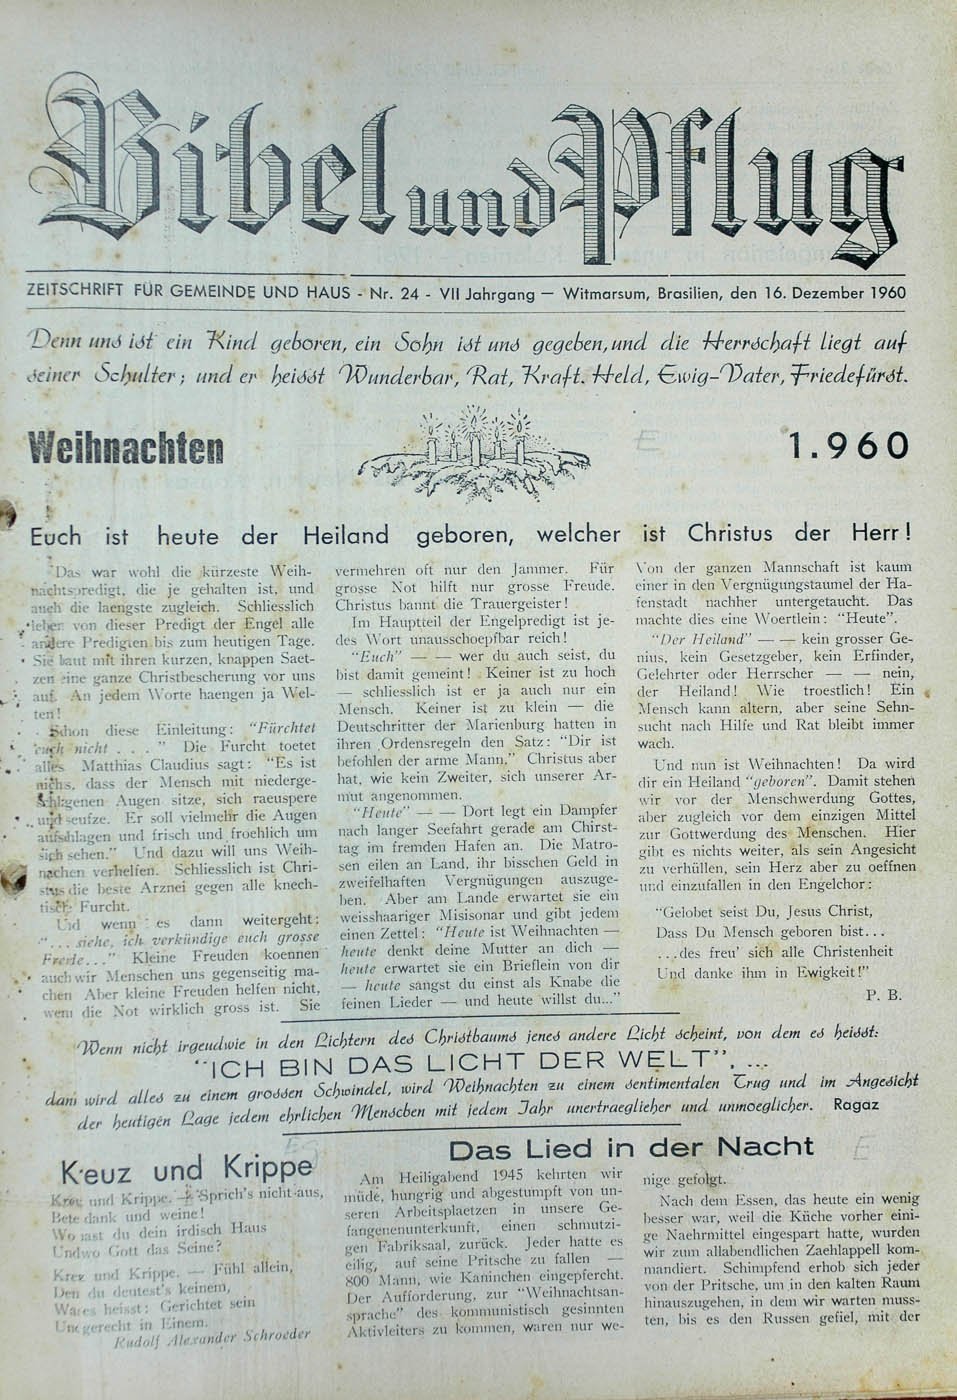 Bibel und Pflug
ZEITSCHRIFT FÜR GEMEINDE UND HAUS - Nr. 24 - VII Jahrgang — Witmarsum, Brasilien, den 16. Dezember 1960
Denn uns ist ein Kind geboren, ein Sohn ist uns gegeben, und die Herrschaft liegt auf
seiner Schulter; und er heisst Wunderbar, Rat, Kraft. Held, Ewig-Vater, Friedefürst.
Weihnachten
E
1.960
Euch ist heute der Heiland geboren, welcher ist Christus der Herr!
Das war wohl die kürzeste Weih-
nachtspredigt, die je gehalten ist, und
auch die laengste zugleich. Schliesslich
leben von dieser Predigt der Engel alle
andere Predigten bis zum heutigen Tage.
Sie baut mit ihren kurzen, knappen Saet-
zen eine ganze Christbescherung vor uns
auf. An jedem Worte haengen ja Wel-
ten!
Schon diese Einleitung: "Fürchtet
euch nicht . . . " Die Furcht toetet
alles Matthias Claudius sagt: "Es ist
nichs, dass der Mensch mit niederge-
schlagenen Augen sitze, sich raeuspere
und seufze. Er soll vielmehr die Augen
aufschlagen und frisch und froehlich um
sich sehen." Und dazu will uns Weih-
nachen verhelfen. Schliesslich ist Chri-
stus die beste Arznei gegen alle knech-
tische Furcht.
Und wenn es dann weitergeht:
"... siehe, ich verkündige euch grosse
Frede..." Kleine Freuden koennen
auch wir Menschen uns gegenseitig ma-
chen Aber kleine Freuden helfen nicht,
wenn die Not wirklich gross ist. Sie
vermehren oft nur den Jammer. Für
grosse Not hilft nur grosse Freude.
Christus bannt die Trauergeister!
Im Hauptteil der Engelpredigt ist je-
des Wort unausschoepfbar reich!
"Euch" — — wer du auch seist, du
bist damit gemeint! Keiner ist zu hoch
— schliesslich ist er ja auch nur ein
Mensch. Keiner ist zu klein — die
Deutschritter der Marienburg hatten in
ihren Ordensregeln den Satz: "Dir ist
befohlen der arme Mann." Christus aber
hat, wie kein Zweiter, sich unserer Ar-
mut angenommen.
"Heute" — — Dort legt ein Dampfer
nach langer Seefahrt gerade am Chirst-
tag im fremden Hafen an. Die Matro-
sen eilen an Land, ihr bisschen Geld in
zweifelhaften Vergnügungen auszuge-
ben. Aber am Lande erwartet sie ein
weisshaariger Misisonar und gibt jedem
einen Zettel: "Heute ist Weihnachten —
heute denkt deine Mutter an dich —
heute erwartet sie ein Brieflein von dir
— heute sangst du einst als Knabe die
feinen Lieder — und heute willst du..."
Von der ganzen Mannschaft ist kaum
einer in den Vergnügungstaumel der Ha-
fenstadt nachher untergetaucht. Das
machte dies eine Woertlein: "Heute".
"Der Heiland" — — kein grosser Ge-
nius, kein Gesetzgeber, kein Erfinder,
Gelehrter oder Herrscher — — nein,
der Heiland! Wie troestlich! Ein
Mensch kann altern, aber seine Sehn-
sucht nach Hilfe und Rat bleibt immer
wach.
Und nun ist Weihnachten! Da wird
dir ein Heiland "geboren". Damit stehen
wir vor der Menschwerdung Gottes,
aber zugleich vor dem einzigen Mittel
zur Gottwerdung des Menschen. Hier
gibt es nichts weiter, als sein Angesicht
zu verhüllen, sein Herz aber zu oeffnen
und einzufallen in den Engelchor:
"Gelobet seist Du, Jesus Christ,
Dass Du Mensch geboren bist...
...des freu' sich alle Christenheit
Und danke ihm in Ewigkeit!"
P. B.
Wenn nicht irgendwie in den Lichtern des Christbaums jenes andere Licht scheint, von dem es heisst:
"ICH BIN DAS LICHT DER WELT", ...
dann wird alles zu einem grossen Schwindel, wird Weihnachten zu einem sentimentalen Trug und im Angesicht
der heutigen Lage jedem ehrlichen Menschen mit jedem Jahr unertraeglicher und unmoeglicher. Ragaz
Kreuz und Krippe
Kreuz und Krippe. — Sprich's nicht aus,
Bete dank und weine!
Wo hast du dein irdisch Haus
Und wo Gott das Seine?
Kreuz und Krippe. — Fühl allein,
Den du deutest's keinem,
Was es heisst: Gerichtet sein
Und gerecht in Einem.
Rudolf Alexander Schroeder
Das Lied in der Nacht
E
Am Heiligabend 1945 kehrten wir
müde, hungrig und abgestumpft von un-
seren Arbeitsplaetzen in unsere Ge-
fangenenunterkunft, einen schmutzi-
gen Fabriksaal, zurück. Jeder hatte es
eilig, auf seine Pritsche zu fallen —
800 Mann, wie Kaninchen eingepfercht.
Der Aufforderung, zur "Weihnachtsan-
sprache" des kommunistisch gesinnten
Aktivleiters zu kommen, waren nur we-
nige gefolgt.
Nach dem Essen, das heute ein wenig
besser war, weil die Küche vorher eini-
ge Naehrmittel eingespart hatte, wurden
wir zum allabendlichen Zaehlappell kom-
mandiert. Schimpfend erhob sich jeder
von der Pritsche, um in den kalten Raum
hinauszugehen, in dem wir warten muss-
ten, bis es den Russen gefiel, mit der